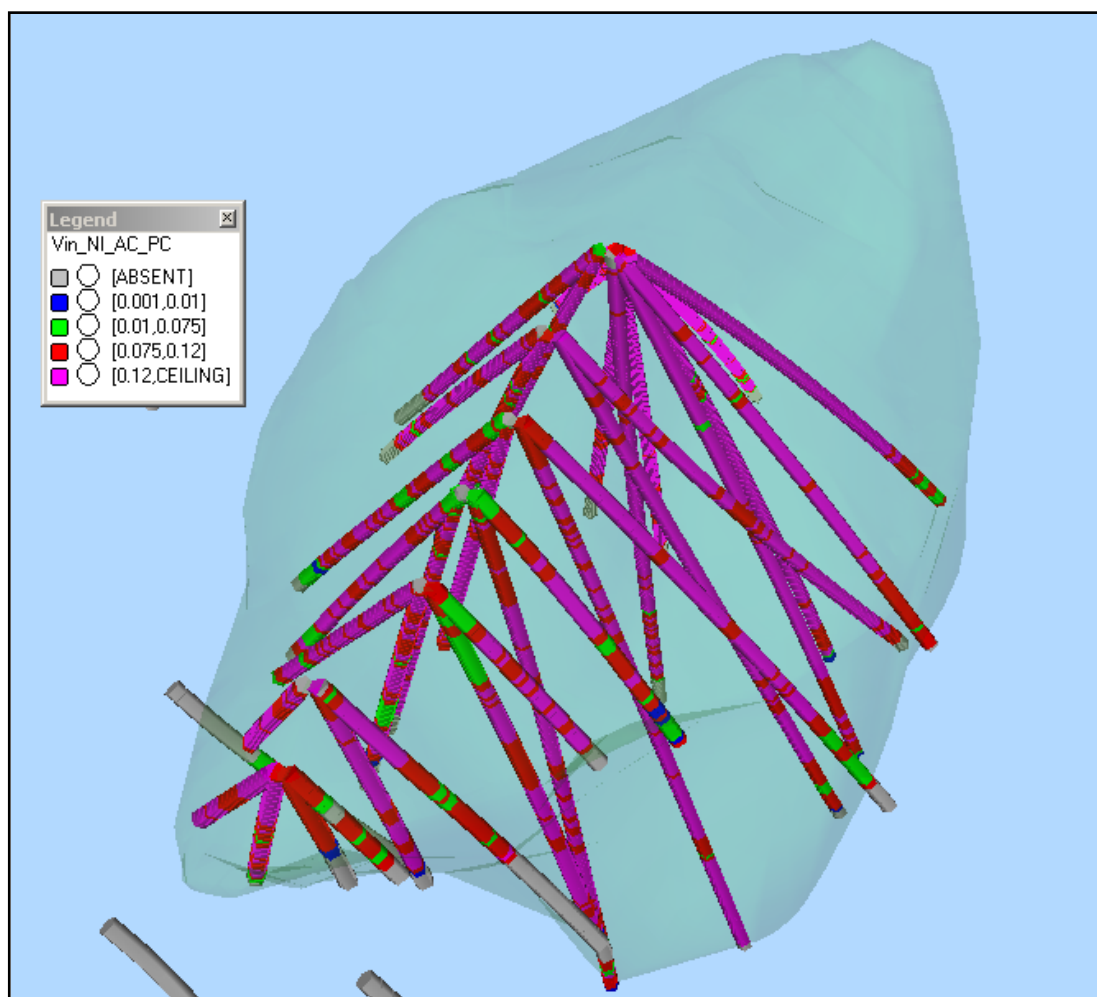 Legend
Vin_NI_AC_PC
[ABSENT]
[0.001,0.01]
[0.01,0.075]
[0.075,0.12]
[0.12,CEILING]